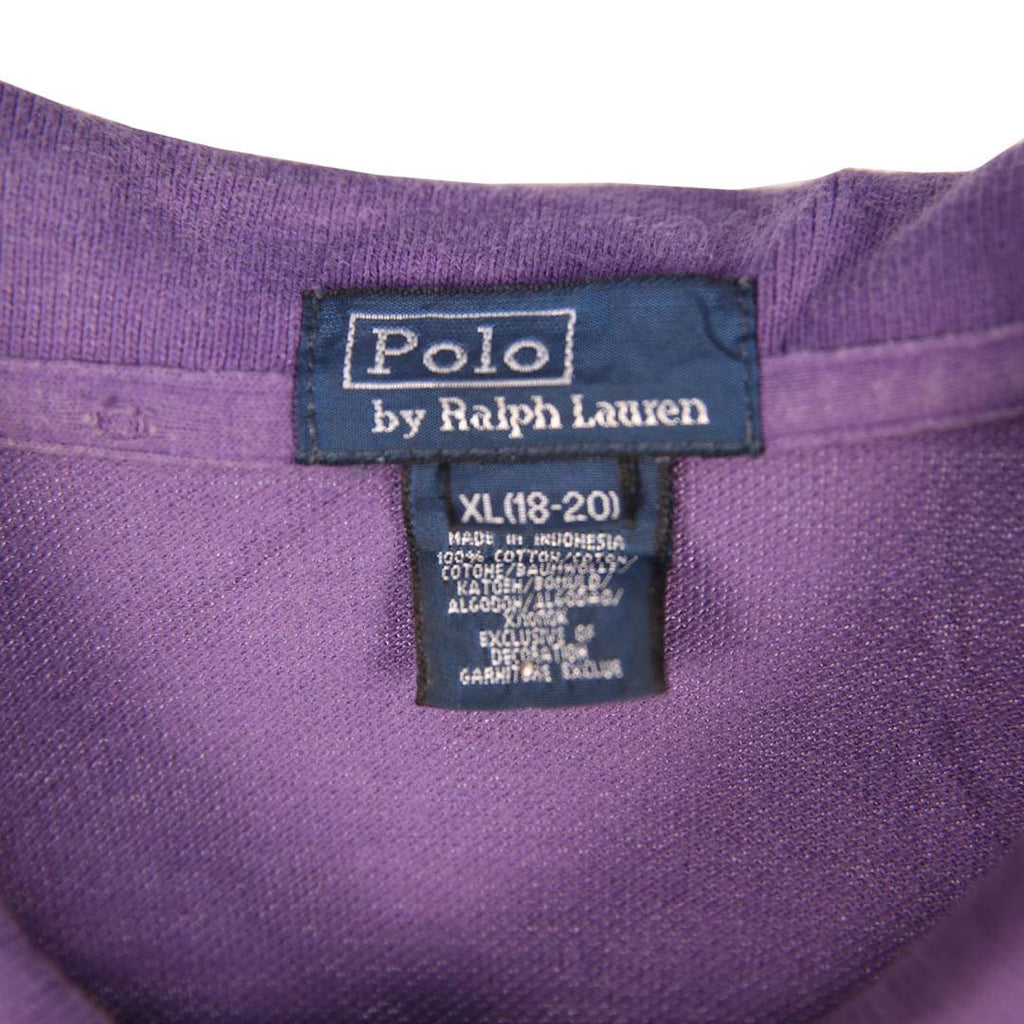 Polo
by Ralph Lauren
XL(18-20)
MADE in INDONESIA
100% COTTON/COTON/
COTONE/BAUMWOLLE/
KATOEN/BOMULD/
ALGODON/ALGODAO/
EXCLUSIVE OF
DECORATION
GARNITURE EXCLUE